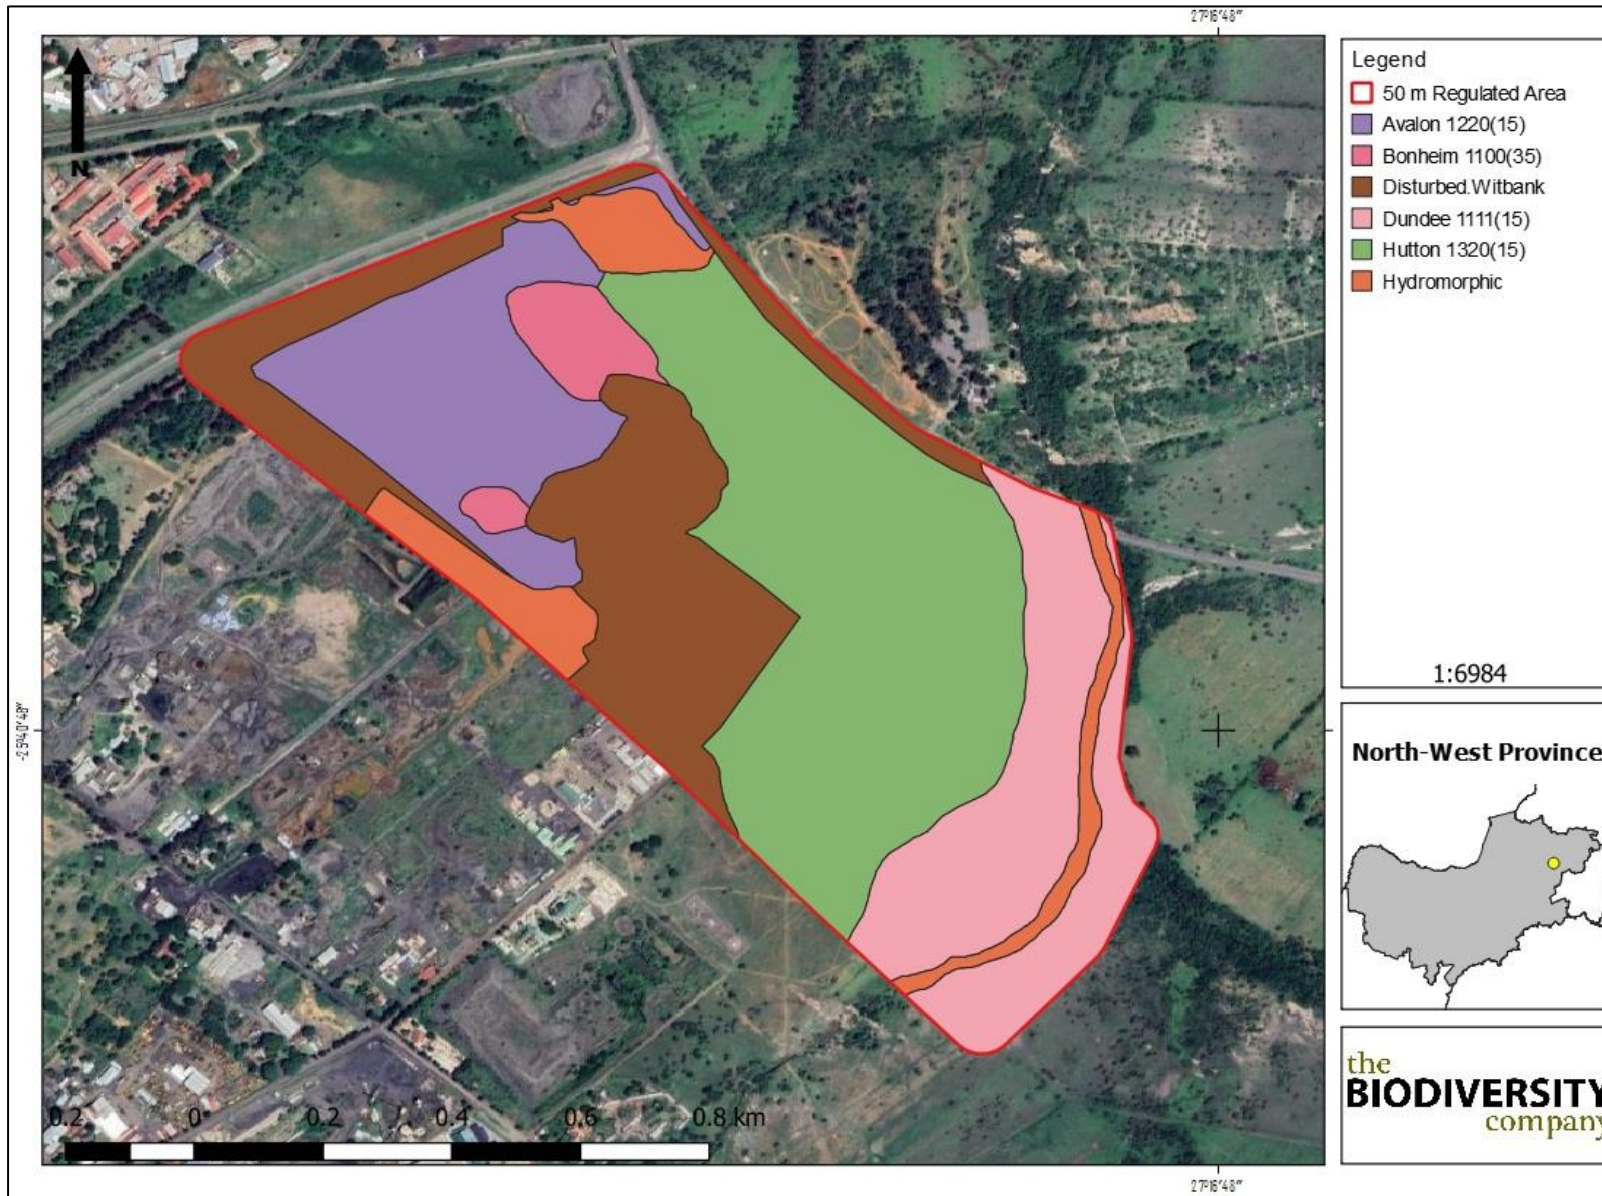 27°16'48"
N
-25°40'48"
0.2 0 0.2 0.4 0.6 0.8 km
27°16'48"
Legend
50 m Regulated Area
Avalon 1220(15)
Bonheim 1100(35)
Disturbed.Witbank
Dundee 1111(15)
Hutton 1320(15)
Hydromorphic
1:6984
North-West Province
the
BIODIVERSITY
company